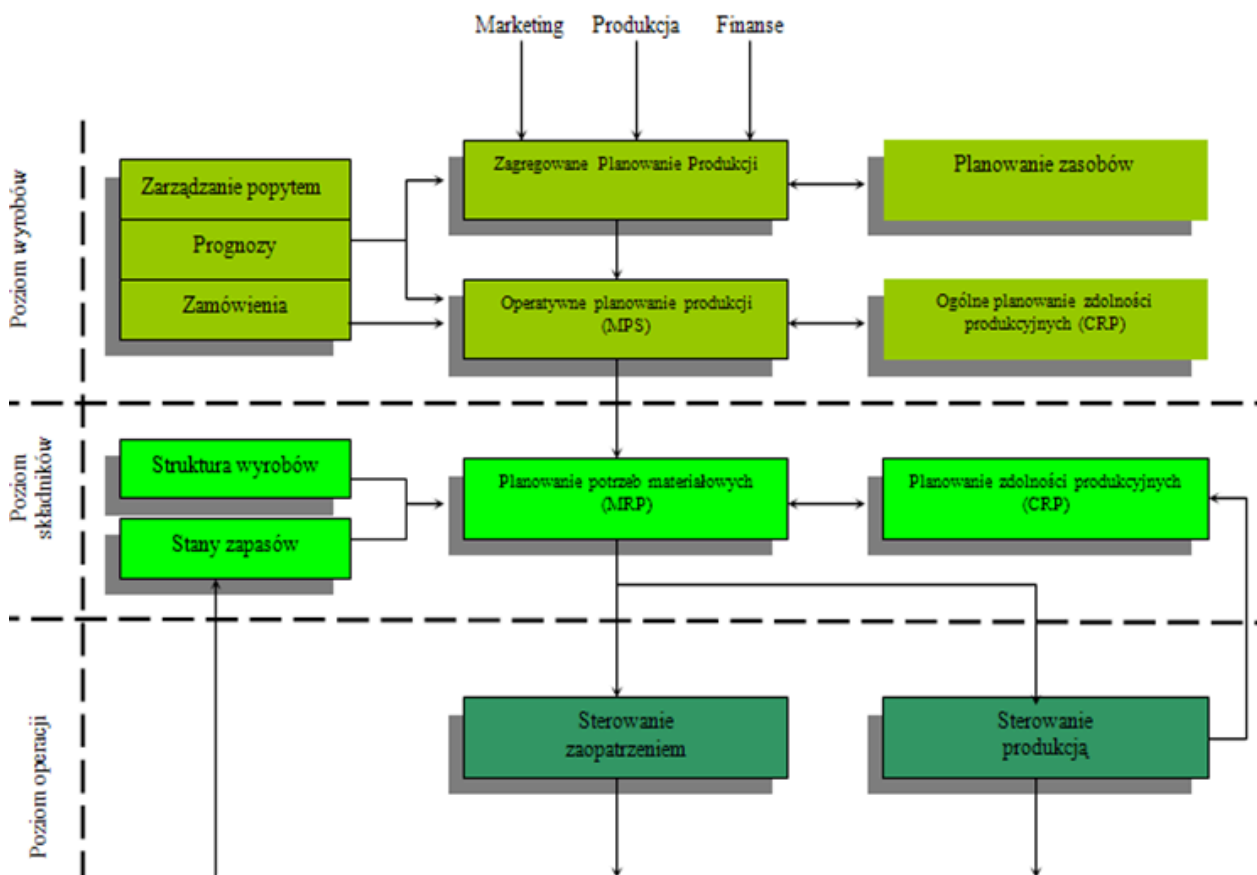 Marketing
Produkcja
Finanse
Poziom wyrobów
Zarządzanie popytem
Prognozy
Zamówienia
Zagregowane Planowanie Produkcji
Planowanie zasobów
Operatywne planowanie produkcji
(MPS)
Ogólne planowanie zdolności
produkcyjnych (CRP)
Poziom
składników
Struktura wyrobów
Stany zapasów
Planowanie potrzeb materiałowych
(MRP)
Planowanie zdolności produkcyjnych
(CRP)
Poziom operacji
Sterowanie
zaopatrzeniem
Sterowanie
produkcją